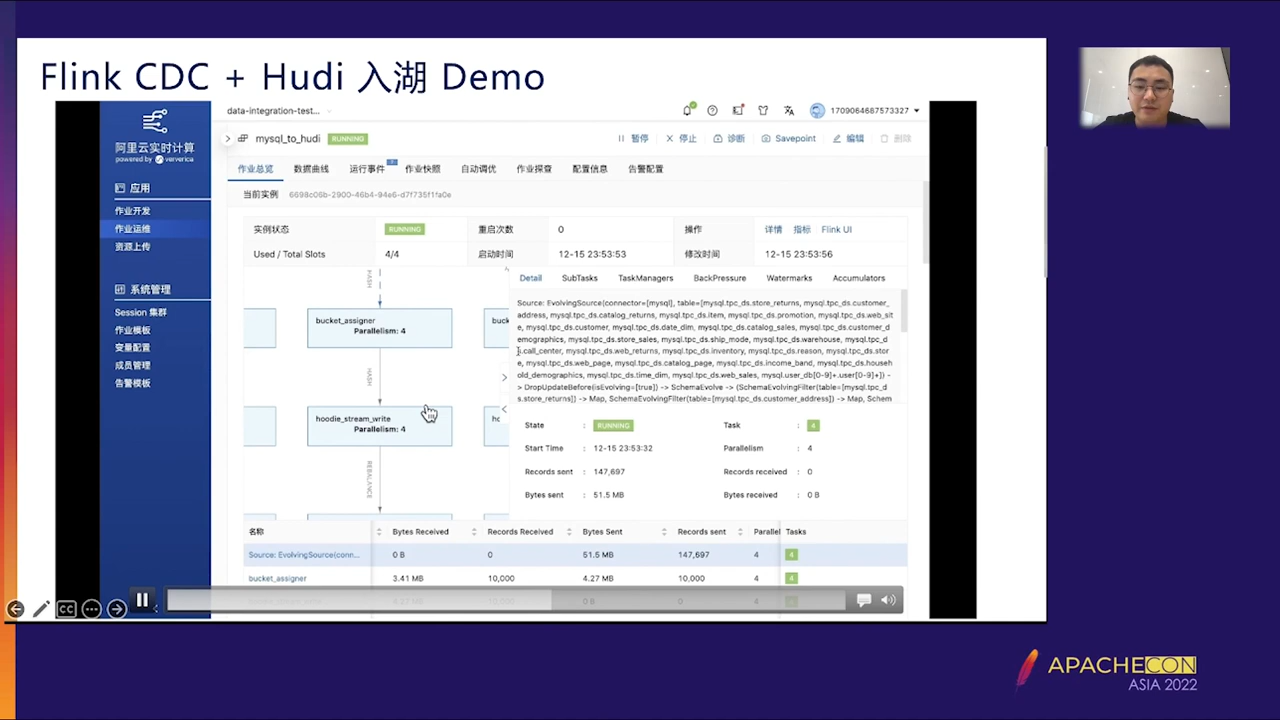 Flink CDC + Hudi 入湖 Demo
阿里云实时计算
powered by ververica
data-integration-test...
1709064687573327
mysql_to_hudi RUNNING
暂停 停止 诊断 Savepoint 编辑 删除
应用
作业开发
作业运维
资源上传
系统管理
Session 集群
作业模板
变量配置
成员管理
告警模板
作业总览 数据曲线 运行事件 作业快照 自动调优 作业探查 配置信息 告警配置
当前实例 6698c06b-2900-46b4-94e6-d7f735f1fa0e
实例状态 RUNNING 重启次数 0 操作 详情 指标 Flink UI
Used / Total Slots 4/4 启动时间 12-15 23:53:53 修改时间 12-15 23:53:56
HASH
bucket_assigner
Parallelism: 4
HASH
hoodie_stream_write
Parallelism: 4
REBALANCE
buck
ho
Detail SubTasks TaskManagers BackPressure Watermarks Accumulators
Source: EvolvingSource(connector=[mysql], table=[mysql.tpc_ds.store_returns, mysql.tpc_ds.customer_
address, mysql.tpc_ds.catalog_returns, mysql.tpc_ds.item, mysql.tpc_ds.promotion, mysql.tpc_ds.web_sit
e, mysql.tpc_ds.customer, mysql.tpc_ds.date_dim, mysql.tpc_ds.catalog_sales, mysql.tpc_ds.customer_d
emographics, mysql.tpc_ds.store_sales, mysql.tpc_ds.ship_mode, mysql.tpc_ds.warehouse, mysql.tpc_d
s.call_center, mysql.tpc_ds.web_returns, mysql.tpc_ds.inventory, mysql.tpc_ds.reason, mysql.tpc_ds.stor
e, mysql.tpc_ds.web_page, mysql.tpc_ds.catalog_page, mysql.tpc_ds.income_band, mysql.tpc_ds.househ
old_demographics, mysql.tpc_ds.time_dim, mysql.tpc_ds.web_sales, mysql.user_db[0-9]+.user[0-9]+]) -
> DropUpdateBefore(isEvolving=[true]) -> SchemaEvolve -> (SchemaEvolvingFilter(table=[mysql.tpc_d
s.store_returns]) -> Map, SchemaEvolvingFilter(table=[mysql.tpc_ds.customer_address]) -> Map, Schem
State : RUNNING Task : 4
Start Time : 12-15 23:53:32 Parallelism : 4
Records sent : 147,697 Records received : 0
Bytes sent : 51.5 MB Bytes received : 0 B
名称 Bytes Received Records Received Bytes Sent Records sent Parallel Tasks
Source: EvolvingSource(conn... 0 B 0 51.5 MB 147,697 4 4
bucket_assigner 3.41 MB 10,000 4.27 MB 10,000 4 4
CC
APACHECON
ASIA 2022